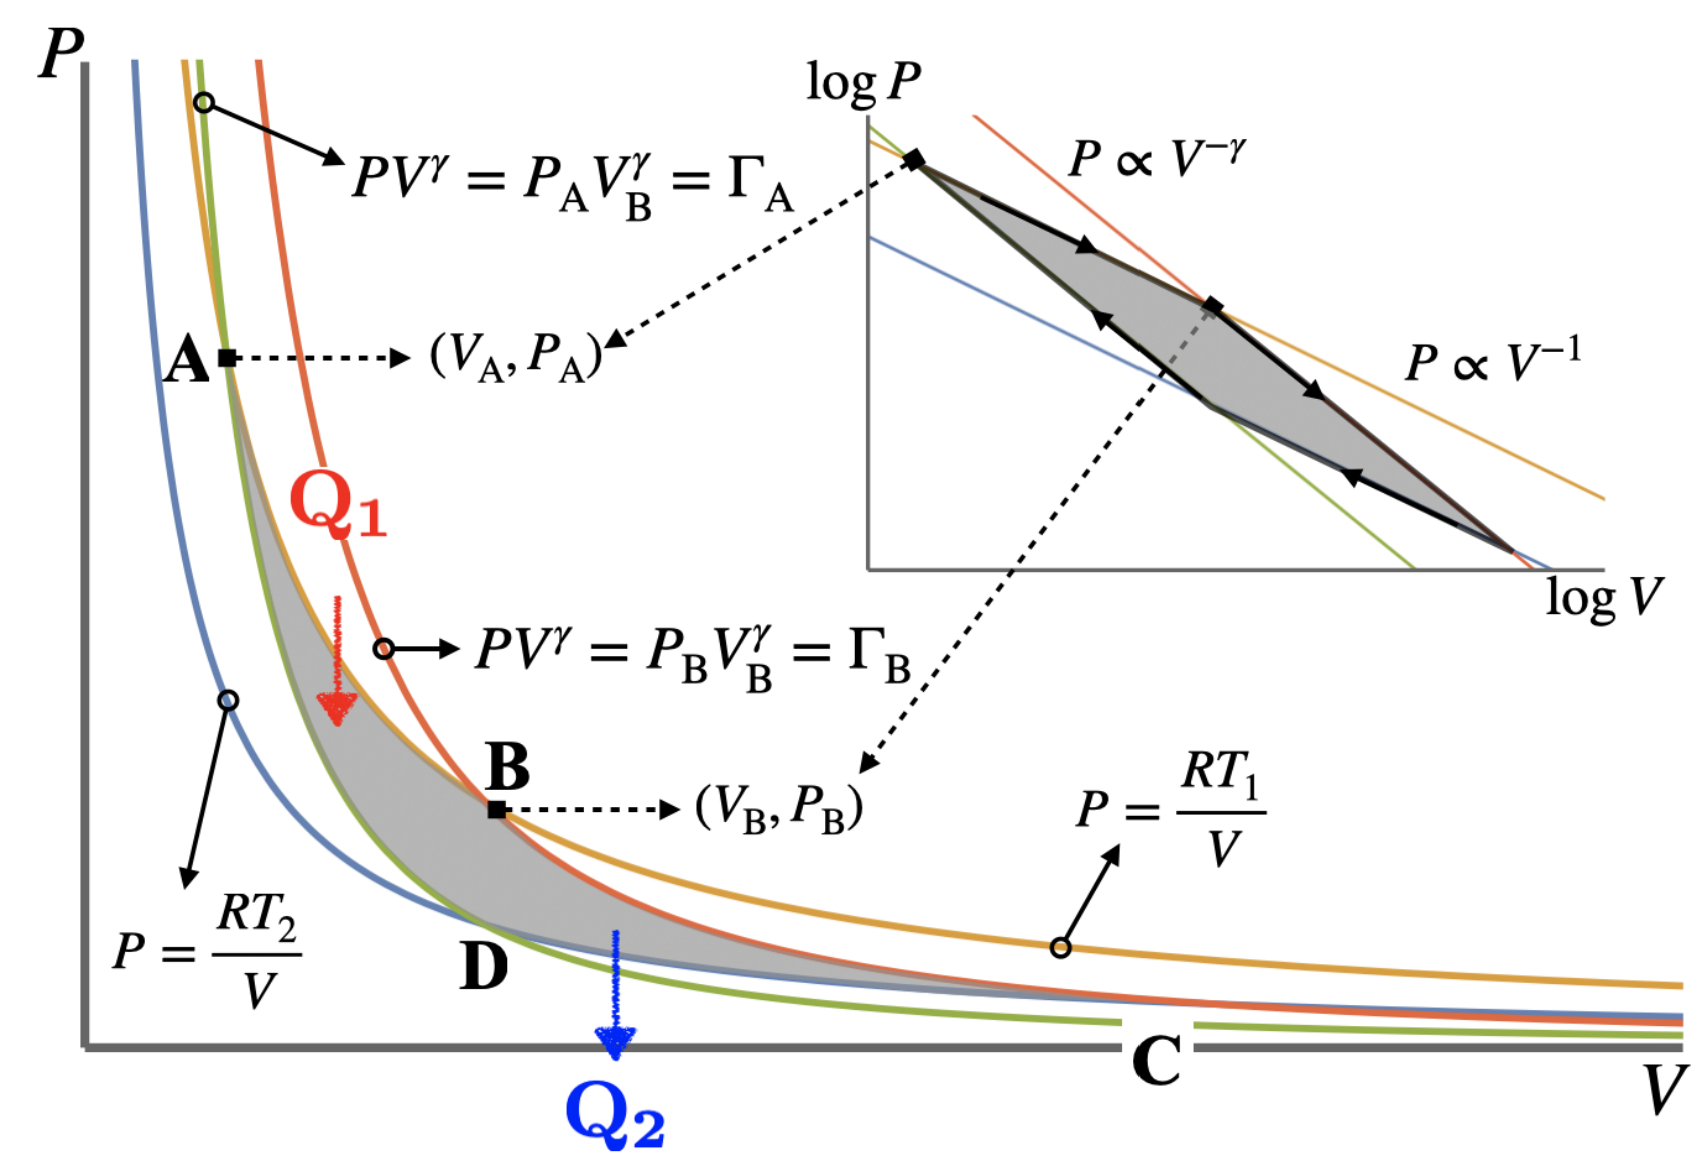 P
log P
P ∝ V^{−γ}
PV^γ = P_A V_B^γ = Γ_A
A
(V_A, P_A)
P ∝ V^{−1}
Q₁
log V
PV^γ = P_B V_B^γ = Γ_B
B
(V_B, P_B)
P = RT₁/V
P = RT₂/V
D
C
V
Q₂